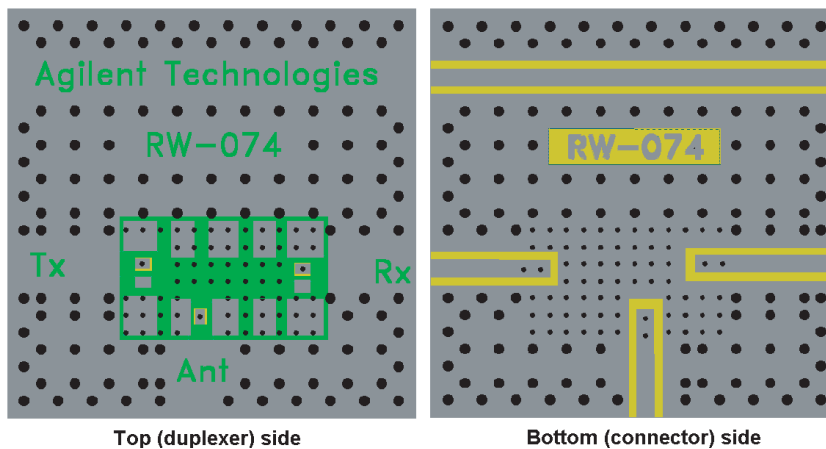 Agilent Technologies
RW-074
Tx
Rx
Ant
Top (duplexer) side
RW-074
Bottom (connector) side